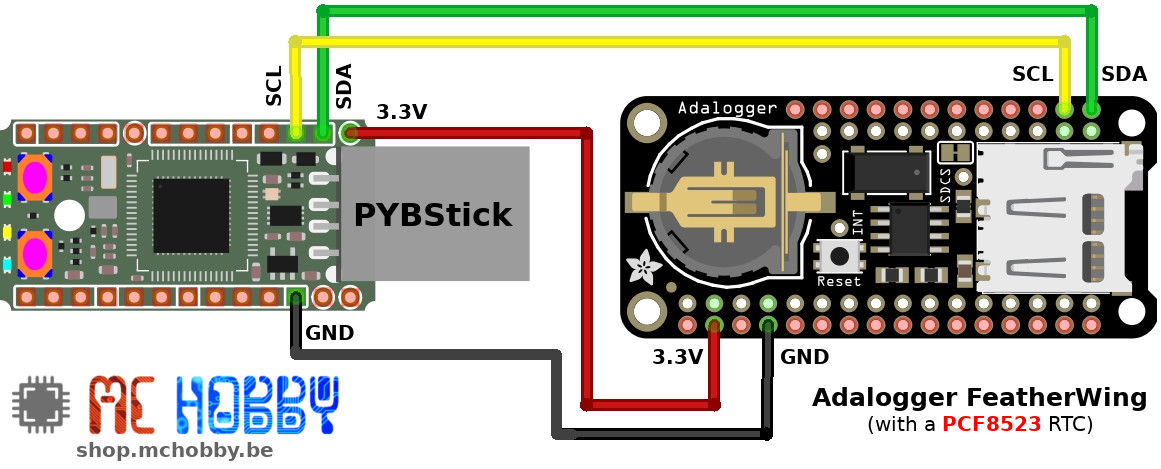 SCL
SDA
3.3V
SCL
SDA
Adalogger
SDCS
INT
PYBStick
Reset
GND
3.3V
GND
MC HOBBY
shop.mchobby.be
Adalogger FeatherWing
(with a PCF8523 RTC)